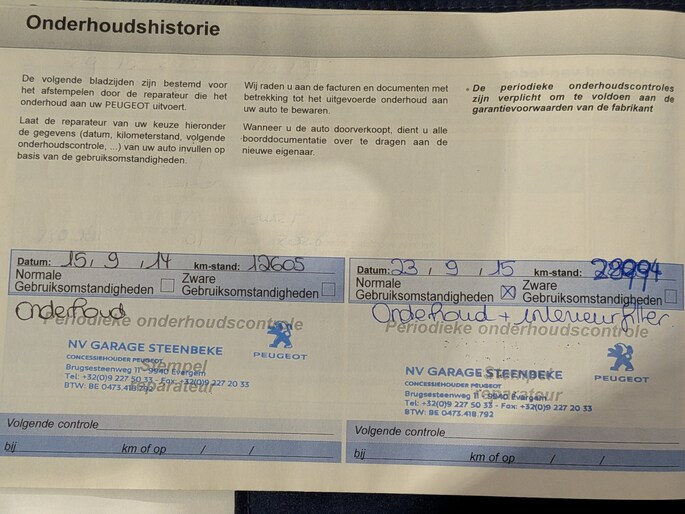 Onderhoudshistorie
De volgende bladzijden zijn bestemd voor
het afstempelen door de reparateur die het
onderhoud aan uw PEUGEOT uitvoert.
Laat de reparateur van uw keuze hieronder
de gegevens (datum, kilometerstand, volgende
onderhoudscontrole, ...) van uw auto invullen op
basis van de gebruiksomstandigheden.
Wij raden u aan de facturen en documenten met
betrekking tot het uitgevoerde onderhoud aan
uw auto te bewaren.
Wanneer u de auto doorverkoopt, dient u alle
boorddocumentatie over te dragen aan de
nieuwe eigenaar.
• De periodieke onderhoudscontroles
zijn verplicht om te voldoen aan de
garantievoorwaarden van de fabrikant
Datum: 15, 9, 14 km-stand: 12605
Normale
Gebruiksomstandigheden
Zware
Gebruiksomstandigheden
Onderhoud
Periodieke onderhoudscontrole
PEUGEOT
NV GARAGE STEENBEKE
CONCESSIEHOUDER PEUGEOT
Stempel
Brugsesteenweg 11 - 9940 Evergem
Tel: +32(0)9 227 50 33 - Fax: +32(0)9 227 20 33
BTW: BE 0473.418.792
reparateur
Volgende controle
bij km of op / /
Datum: 23, 9, 15 km-stand:
Normale
Gebruiksomstandigheden
Zware
Gebruiksomstandigheden
Onderhoud + interieurfilter
Periodieke onderhoudscontrole
PEUGEOT
NV GARAGE STEENBEKE
Stempel
CONCESSIEHOUDER PEUGEOT
Brugsesteenweg 11 - 9940 Evergem
reparateur
Tel: +32(0)9 227 50 33 - Fax: +32(0)9 227 20 33
BTW: BE 0473.418.792
Volgende controle
bij km of op / /